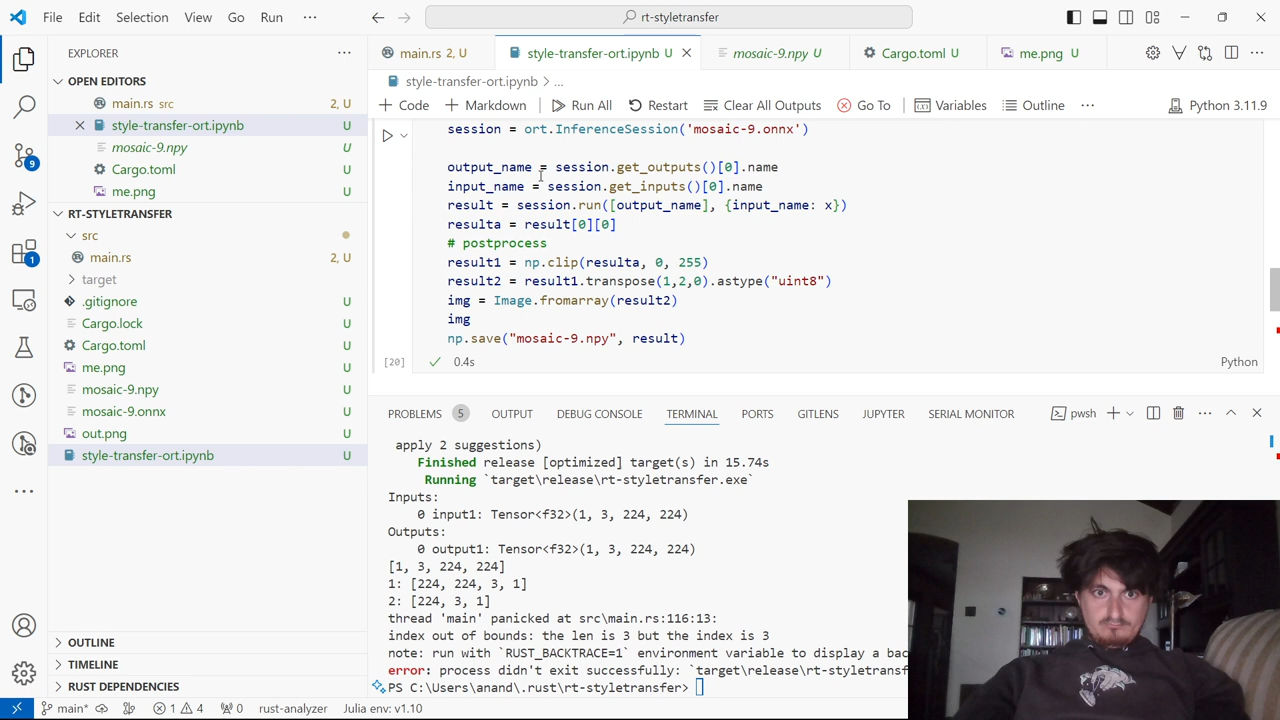 File Edit Selection View Go Run ···
rt-styletransfer
EXPLORER
OPEN EDITORS
main.rs src 2, U
style-transfer-ort.ipynb U
mosaic-9.npy U
Cargo.toml U
me.png U
RT-STYLETRANSFER
src
main.rs 2, U
target
.gitignore U
Cargo.lock U
Cargo.toml U
me.png U
mosaic-9.npy U
mosaic-9.onnx U
out.png U
style-transfer-ort.ipynb U
OUTLINE
TIMELINE
RUST DEPENDENCIES
9
1
main.rs 2, U
style-transfer-ort.ipynb U
mosaic-9.npy U
Cargo.toml U
me.png U
style-transfer-ort.ipynb > ...
+ Code + Markdown Run All Restart Clear All Outputs Go To Variables Outline ··· Python 3.11.9
session = ort.InferenceSession('mosaic-9.onnx')
output_name = session.get_outputs()[0].name
input_name = session.get_inputs()[0].name
result = session.run([output_name], {input_name: x})
resulta = result[0][0]
# postprocess
result1 = np.clip(resulta, 0, 255)
result2 = result1.transpose(1,2,0).astype("uint8")
img = Image.fromarray(result2)
img
np.save("mosaic-9.npy", result)
[20] 0.4s Python
PROBLEMS 5 OUTPUT DEBUG CONSOLE TERMINAL PORTS GITLENS JUPYTER SERIAL MONITOR pwsh
apply 2 suggestions)
Finished release [optimized] target(s) in 15.74s
Running `target\release\rt-styletransfer.exe`
Inputs:
0 input1: Tensor<f32>(1, 3, 224, 224)
Outputs:
0 output1: Tensor<f32>(1, 3, 224, 224)
[1, 3, 224, 224]
1: [224, 224, 3, 1]
2: [224, 3, 1]
thread 'main' panicked at src\main.rs:116:13:
index out of bounds: the len is 3 but the index is 3
note: run with `RUST_BACKTRACE=1` environment variable to display a bac
error: process didn't exit successfully: `target\release\rt-styletransf
PS C:\Users\anand\.rust\rt-styletransfer>
main* 1 4 0 rust-analyzer Julia env: v1.10